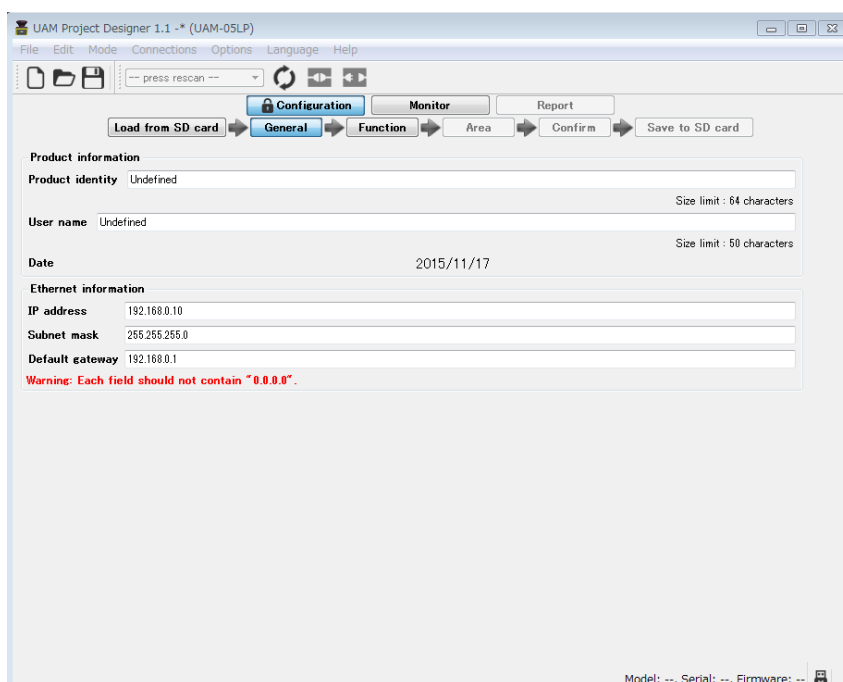 UAM Project Designer 1.1 -* (UAM-05LP)
File Edit Mode Connections Options Language Help
-- press rescan --
Configuration Monitor Report
Load from SD card General Function Area Confirm Save to SD card
Product information
Product identity Undefined
Size limit : 64 characters
User name Undefined
Size limit : 50 characters
Date 2015/11/17
Ethernet information
IP address 192.168.0.10
Subnet mask 255.255.255.0
Default gateway 192.168.0.1
Warning: Each field should not contain "0.0.0.0".
Model: --, Serial: --, Firmware: --